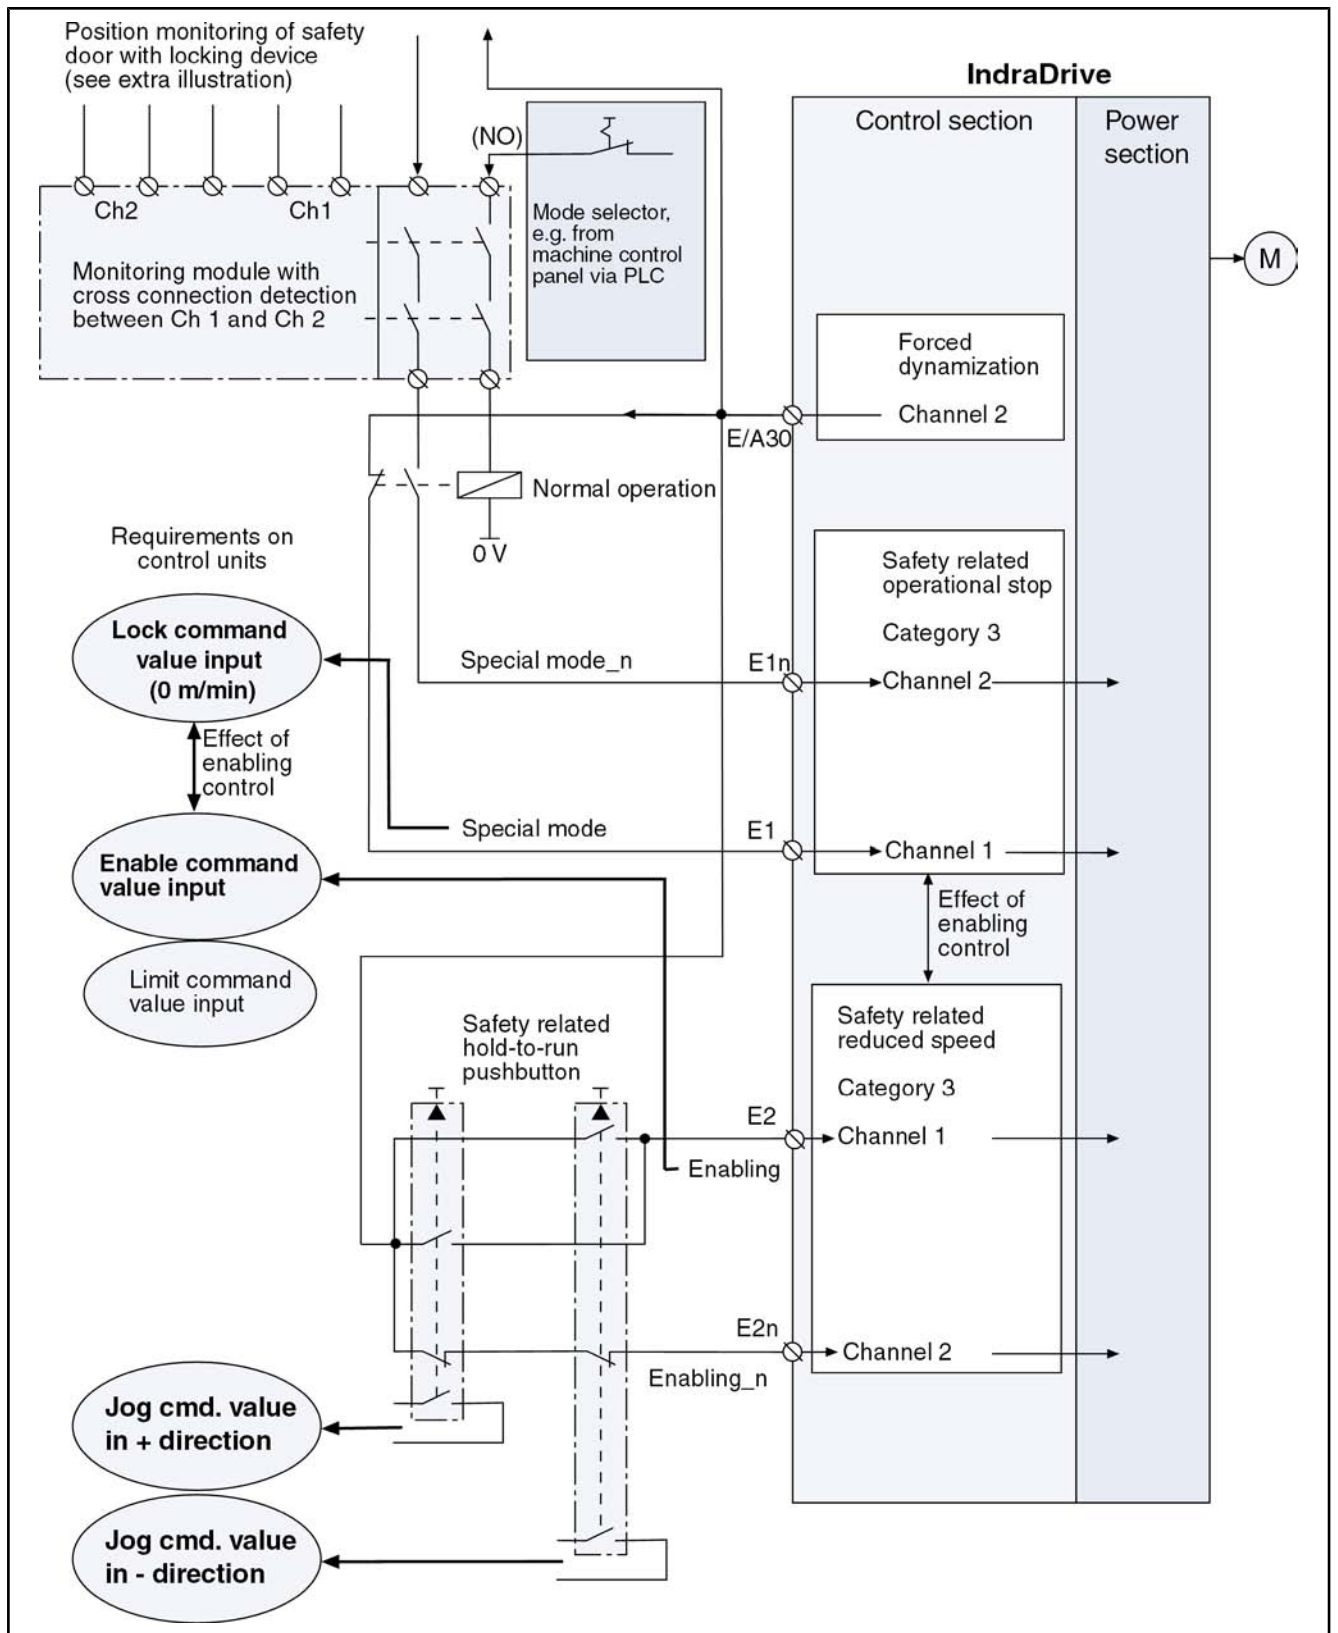 Position monitoring of safety
door with locking device
(see extra illustration)
IndraDrive
Control section
Power
section
(NO)
Ch2
Ch1
Mode selector,
e.g. from
machine control
panel via PLC
Monitoring module with
cross connection detection
between Ch 1 and Ch 2
M
Forced
dynamization
Channel 2
E/A30
Normal operation
0 V
Requirements on
control units
Lock command
value input
(0 m/min)
Safety related
operational stop
Category 3
Special mode_n
E1n
Channel 2
Effect of
enabling
control
Special mode
E1
Channel 1
Enable command
value input
Effect of
enabling
control
Limit command
value input
Safety related
hold-to-run
pushbutton
Safety related
reduced speed
Category 3
E2
Channel 1
Enabling
E2n
Channel 2
Enabling_n
Jog cmd. value
in + direction
Jog cmd. value
in - direction